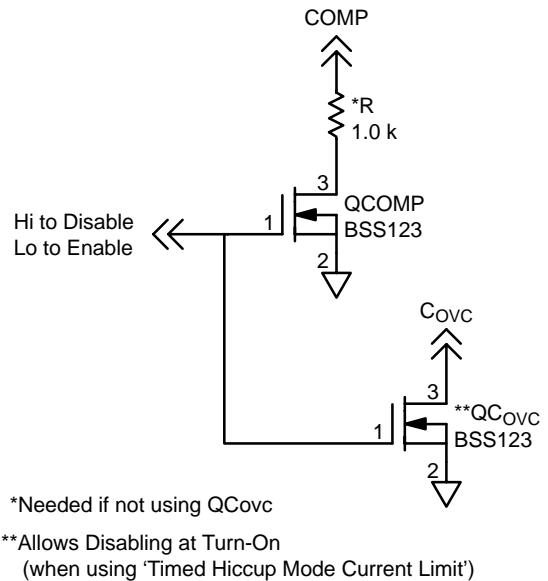 COMP
*R
1.0 k
3
QCOMP
BSS123
1
2
Hi to Disable
Lo to Enable
COVC
3
**QCOVC
BSS123
1
2
*Needed if not using QCovc
**Allows Disabling at Turn-On
(when using ‘Timed Hiccup Mode Current Limit’)